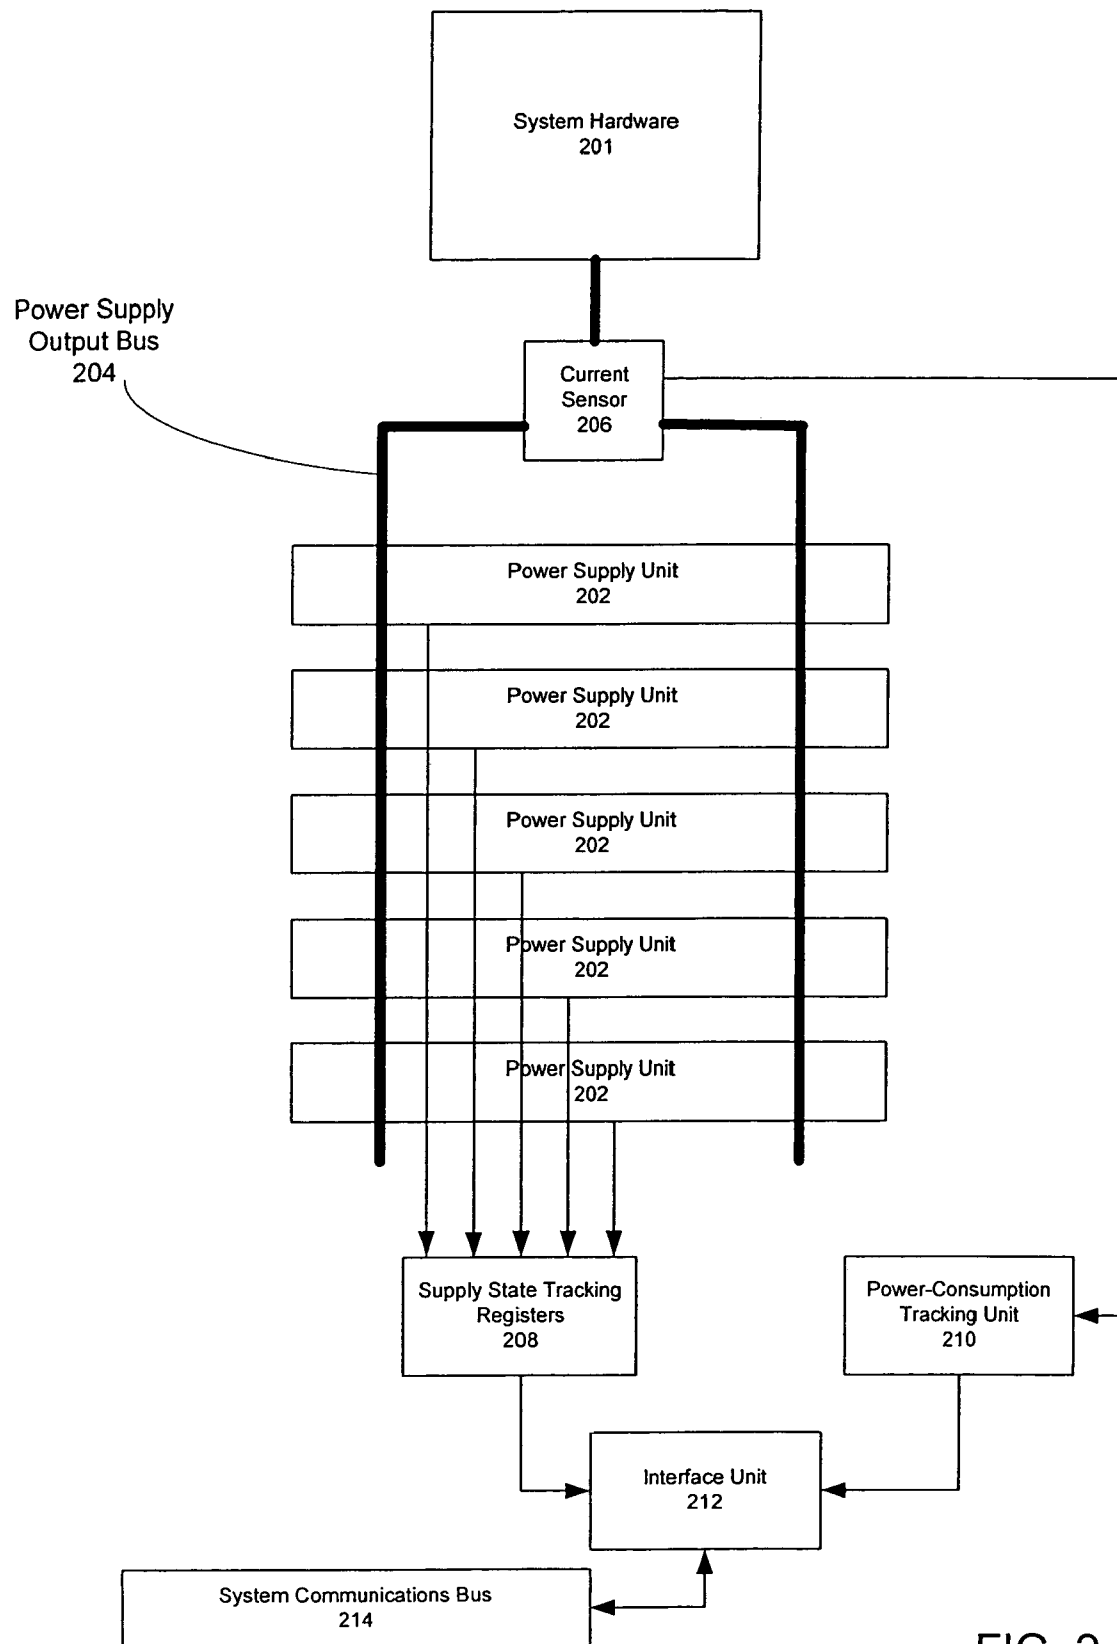 System Hardware
201
Power Supply
Output Bus
204
Current
Sensor
206
Power Supply Unit
202
Power Supply Unit
202
Power Supply Unit
202
Power Supply Unit
202
Power Supply Unit
202
Supply State Tracking
Registers
208
Power-Consumption
Tracking Unit
210
Interface Unit
212
System Communications Bus
214
FIG. 2